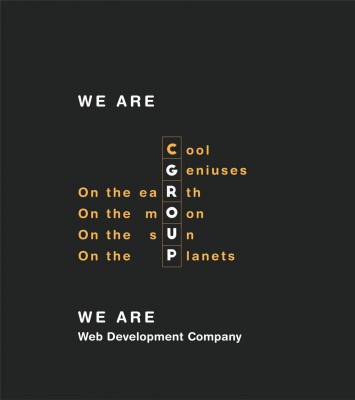 WE ARE
Cool
Geniuses
On the eaRth
On the mOon
On the sUn
On the Planets
WE ARE
Web Development Company